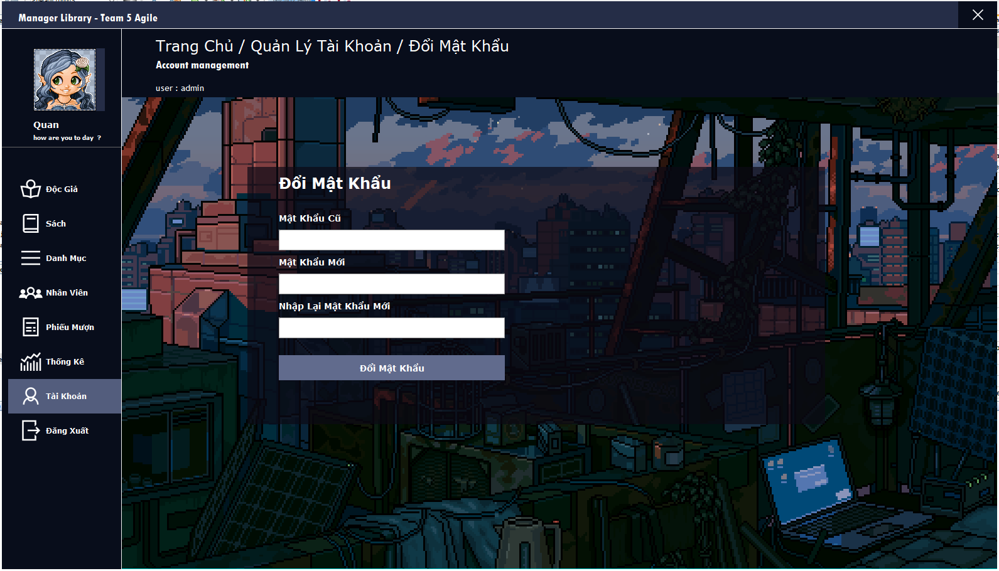 Manager Library - Team 5 Agile
Trang Chủ / Quản Lý Tài Khoản / Đổi Mật Khẩu
Account management
user : admin
Quan
how are you to day ?
Độc Giả
Sách
Danh Mục
Nhân Viên
Phiếu Mượn
Thống Kê
Tài Khoản
Đăng Xuất
Đổi Mật Khẩu
Mật Khẩu Cũ
Mật Khẩu Mới
Nhập Lại Mật Khẩu Mới
Đổi Mật Khẩu